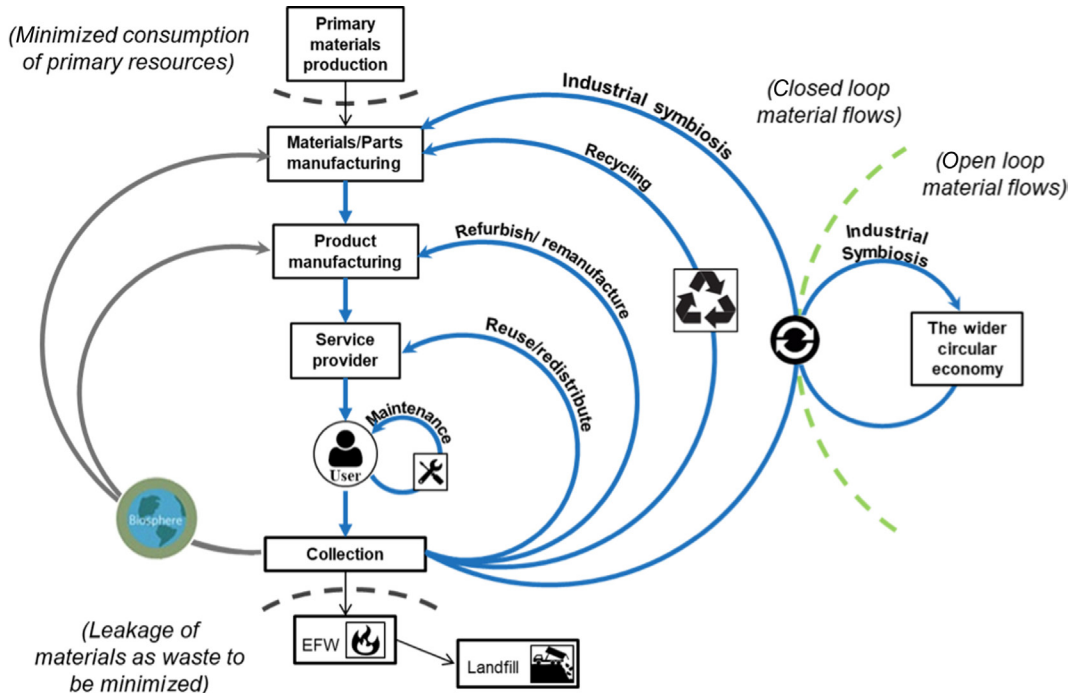 (Minimized consumption
of primary resources)
Primary
materials
production
Industrial symbiosis
(Closed loop
material flows)
(Open loop
material flows)
Materials/Parts
manufacturing
Recycling
Product
manufacturing
Refurbish/ remanufacture
Industrial
Symbiosis
Service
provider
Reuse/redistribute
The wider
circular
economy
Maintenance
User
Biosphere
Collection
(Leakage of
materials as waste to
be minimized)
EFW
Landfill